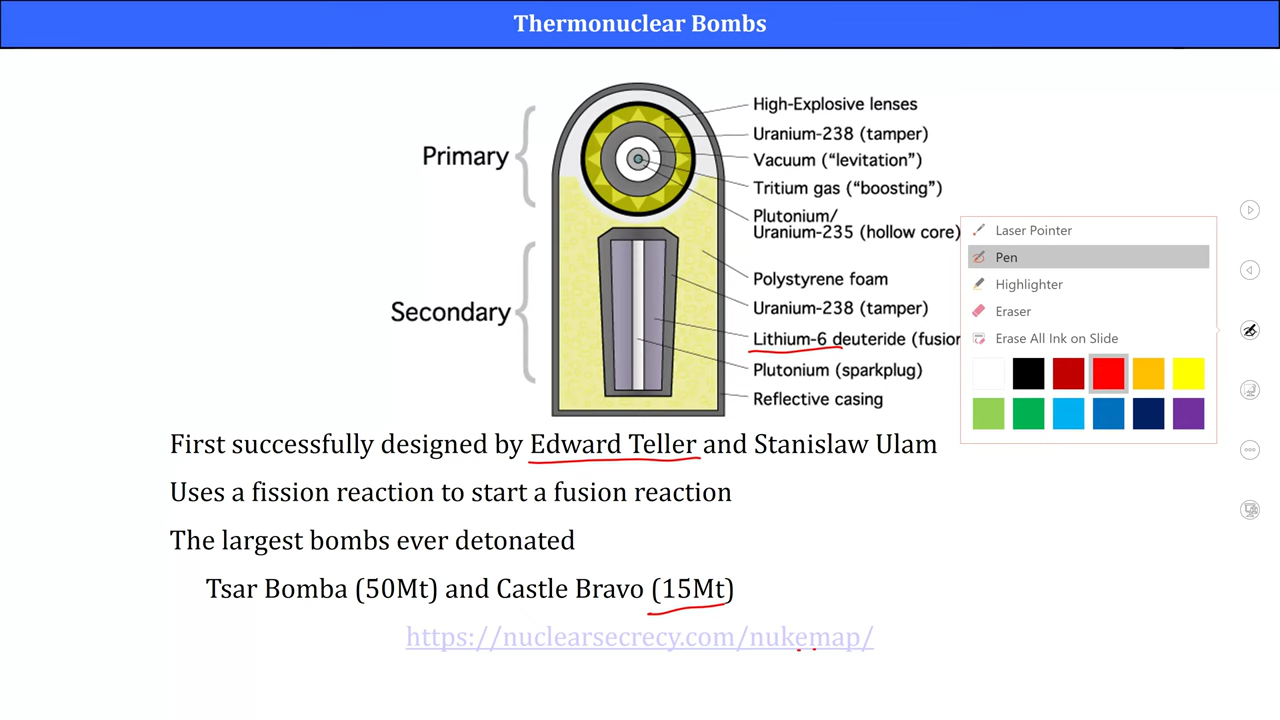 Thermonuclear Bombs
Primary
Secondary
High-Explosive lenses
Uranium-238 (tamper)
Vacuum (“levitation”)
Tritium gas (“boosting”)
Plutonium/
Uranium-235 (hollow core)
Polystyrene foam
Uranium-238 (tamper)
Lithium-6 deuteride (fusion
Plutonium (sparkplug)
Reflective casing
Laser Pointer
Pen
Highlighter
Eraser
Erase All Ink on Slide
First successfully designed by Edward Teller and Stanislaw Ulam
Uses a fission reaction to start a fusion reaction
The largest bombs ever detonated
Tsar Bomba (50Mt) and Castle Bravo (15Mt)
https://nuclearsecrecy.com/nukemap/